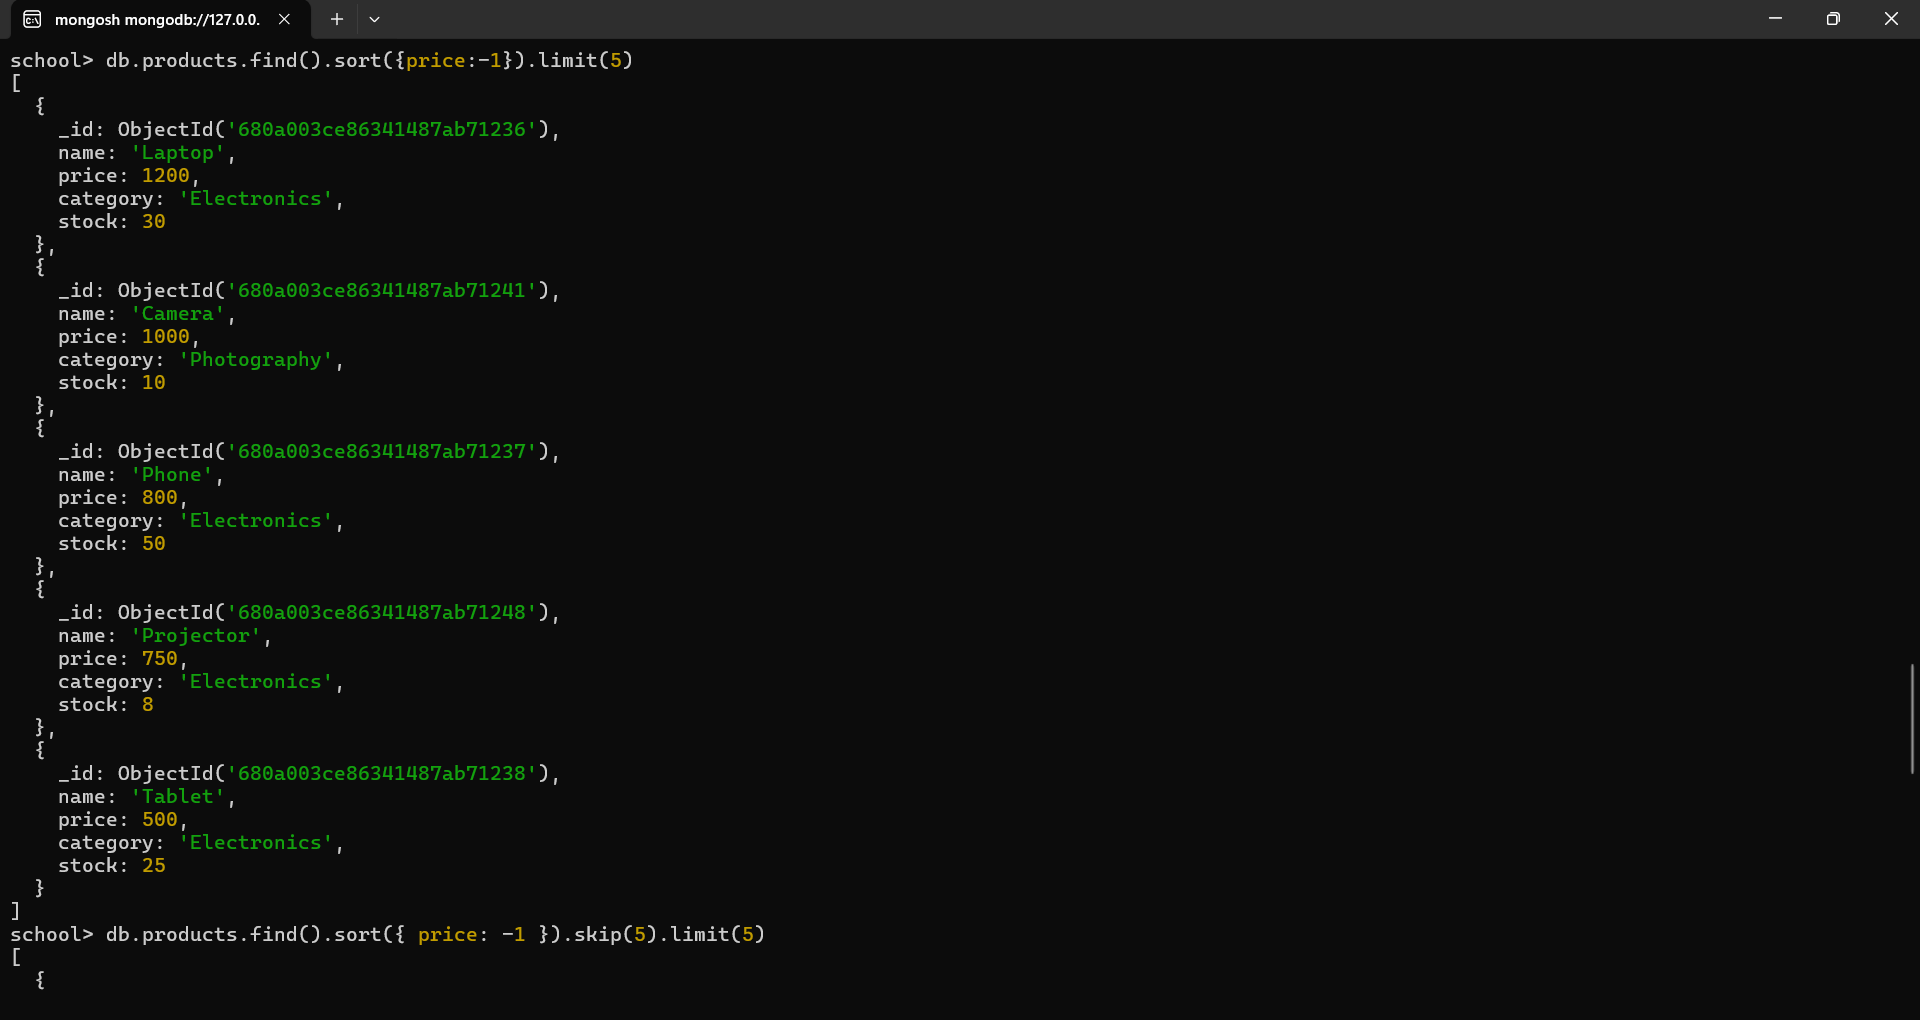 mongosh mongodb://127.0.0.
school> db.products.find().sort({price:-1}).limit(5)
[
  {
    _id: ObjectId('680a003ce86341487ab71236'),
    name: 'Laptop',
    price: 1200,
    category: 'Electronics',
    stock: 30
  },
  {
    _id: ObjectId('680a003ce86341487ab71241'),
    name: 'Camera',
    price: 1000,
    category: 'Photography',
    stock: 10
  },
  {
    _id: ObjectId('680a003ce86341487ab71237'),
    name: 'Phone',
    price: 800,
    category: 'Electronics',
    stock: 50
  },
  {
    _id: ObjectId('680a003ce86341487ab71248'),
    name: 'Projector',
    price: 750,
    category: 'Electronics',
    stock: 8
  },
  {
    _id: ObjectId('680a003ce86341487ab71238'),
    name: 'Tablet',
    price: 500,
    category: 'Electronics',
    stock: 25
  }
]
school> db.products.find().sort({ price: -1 }).skip(5).limit(5)
[
  {